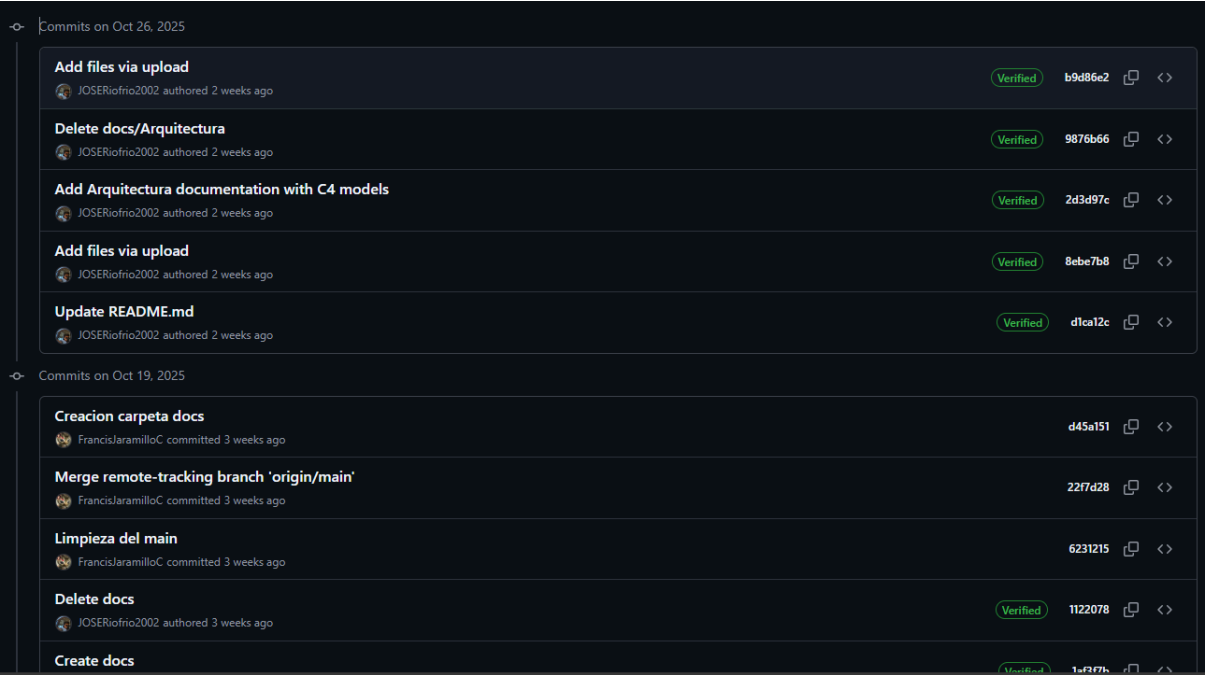 Commits on Oct 26, 2025
Add files via upload
JOSERiofrio2002 authored 2 weeks ago
Verified
b9d86e2
Delete docs/Arquitectura
JOSERiofrio2002 authored 2 weeks ago
Verified
9876b66
Add Arquitectura documentation with C4 models
JOSERiofrio2002 authored 2 weeks ago
Verified
2d3d97c
Add files via upload
JOSERiofrio2002 authored 2 weeks ago
Verified
8ebe7b8
Update README.md
JOSERiofrio2002 authored 2 weeks ago
Verified
d1ca12c
Commits on Oct 19, 2025
Creacion carpeta docs
FrancisJaramilloC committed 3 weeks ago
d45a151
Merge remote-tracking branch 'origin/main'
FrancisJaramilloC committed 3 weeks ago
22f7d28
Limpieza del main
FrancisJaramilloC committed 3 weeks ago
6231215
Delete docs
JOSERiofrio2002 authored 3 weeks ago
Verified
1122078
Create docs
Verified
1af3f7b